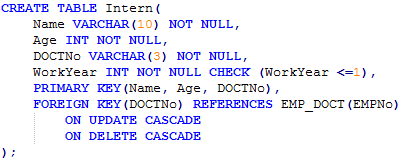 CREATE TABLE Intern(
Name VARCHAR(10) NOT NULL,
Age INT NOT NULL,
DOCTNo VARCHAR(3) NOT NULL,
WorkYear INT NOT NULL CHECK (WorkYear <=1),
PRIMARY KEY(Name, Age, DOCTNo),
FOREIGN KEY(DOCTNo) REFERENCES EMP_DOCT(EMPNo)
ON UPDATE CASCADE
ON DELETE CASCADE
);